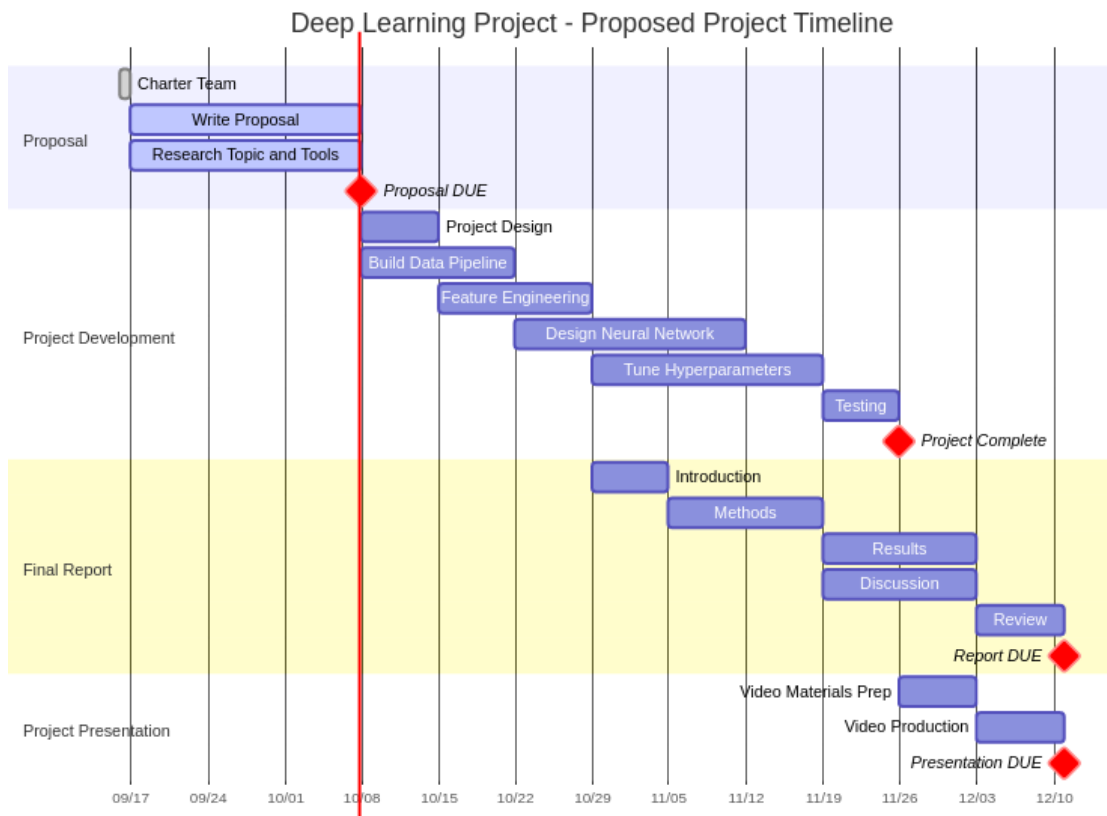 Deep Learning Project - Proposed Project Timeline
Proposal
Charter Team
Write Proposal
Research Topic and Tools
Proposal DUE
Project Development
Project Design
Build Data Pipeline
Feature Engineering
Design Neural Network
Tune Hyperparameters
Testing
Project Complete
Final Report
Introduction
Methods
Results
Discussion
Review
Report DUE
Project Presentation
Video Materials Prep
Video Production
Presentation DUE
09/17 09/24 10/01 10/08 10/15 10/22 10/29 11/05 11/12 11/19 11/26 12/03 12/10